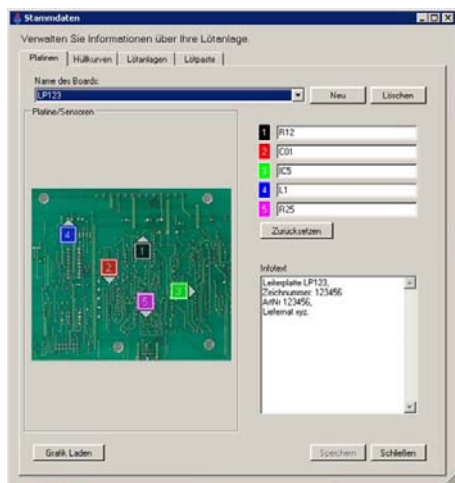 Stammdaten
Verwalten Sie Informationen über Ihre Lötanlage.
Platinen Hüllkurven Lötanlagen Lötpaste
Name des Boards:
LP123 Neu Löschen
Platine/Sensoren
1 R12
2 C01
3 IC5
4 L1
5 R25
Zurücksetzen
4
1
2
5
3
Infotext
Leiterplatte LP123,
Zeichnummer: 123456
ArtNr 123456,
Liefernat xyz.
Grafik Laden Speichern Schließen